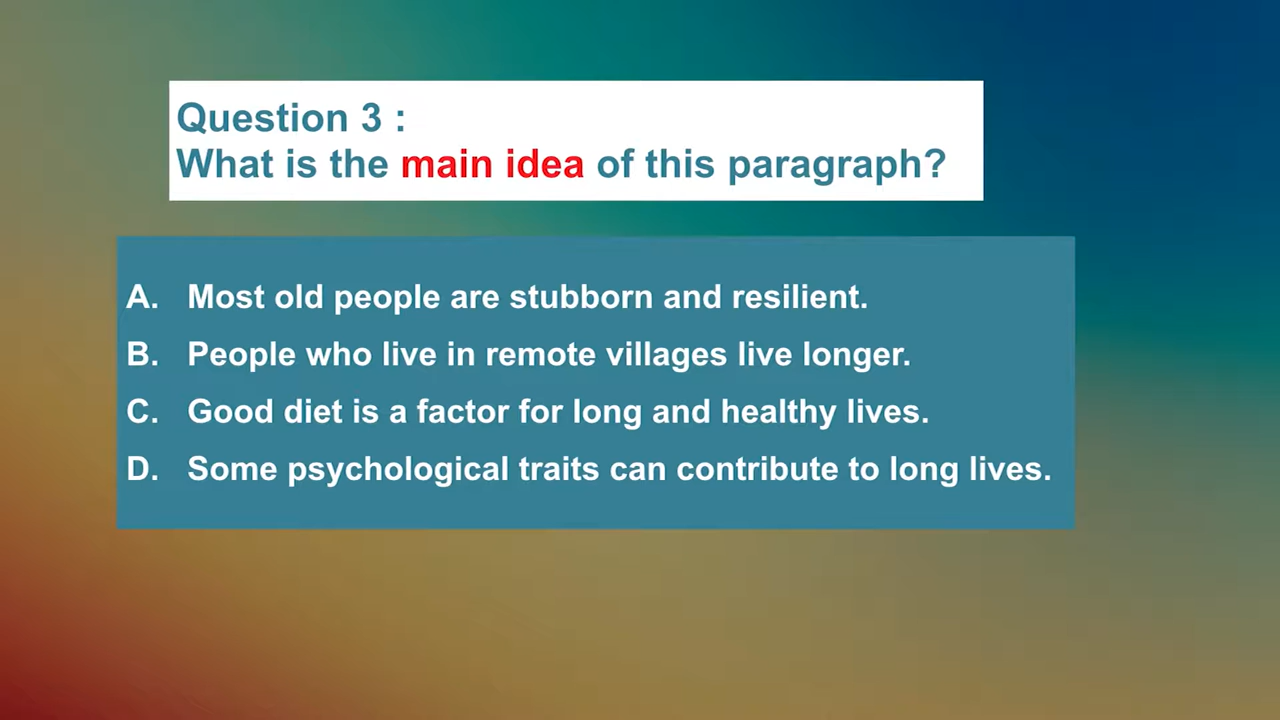 Question 3 :
What is the main idea of this paragraph?
A. Most old people are stubborn and resilient.
B. People who live in remote villages live longer.
C. Good diet is a factor for long and healthy lives.
D. Some psychological traits can contribute to long lives.